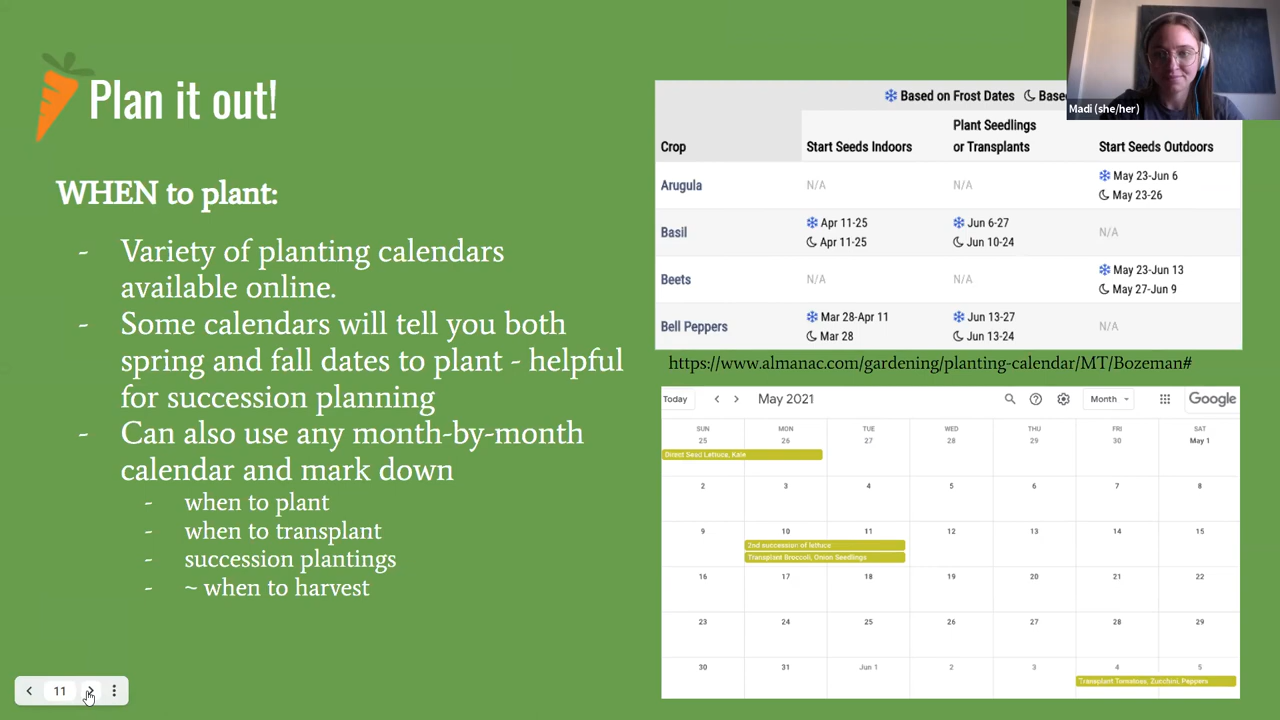 Plan it out!
WHEN to plant:
- Variety of planting calendars
available online.
- Some calendars will tell you both
spring and fall dates to plant - helpful
for succession planning
- Can also use any month-by-month
calendar and mark down
- when to plant
- when to transplant
- succession plantings
- ~ when to harvest
11
Based on Frost Dates Base
Crop Start Seeds Indoors Plant Seedlings or Transplants Start Seeds Outdoors
Arugula N/A N/A May 23-Jun 6
May 23-26
Basil Apr 11-25 Jun 6-27 N/A
Apr 11-25 Jun 10-24
Beets N/A N/A May 23-Jun 13
May 27-Jun 9
Bell Peppers Mar 28-Apr 11 Jun 13-27 N/A
Mar 28 Jun 13-24
https://www.almanac.com/gardening/planting-calendar/MT/Bozeman#
Today May 2021 Month Google
SUN MON TUE WED THU FRI SAT
25 26 27 28 29 30 May 1
Direct Seed Lettuce, Kale
2 3 4 5 6 7 8
9 10 11 12 13 14 15
2nd succession of lettuce
Transplant Broccoli, Onion Seedlings
16 17 18 19 20 21 22
23 24 25 26 27 28 29
30 31 Jun 1 2 3 4 5
Transplant Tomatoes, Zucchini, Peppers
Madi (she/her)